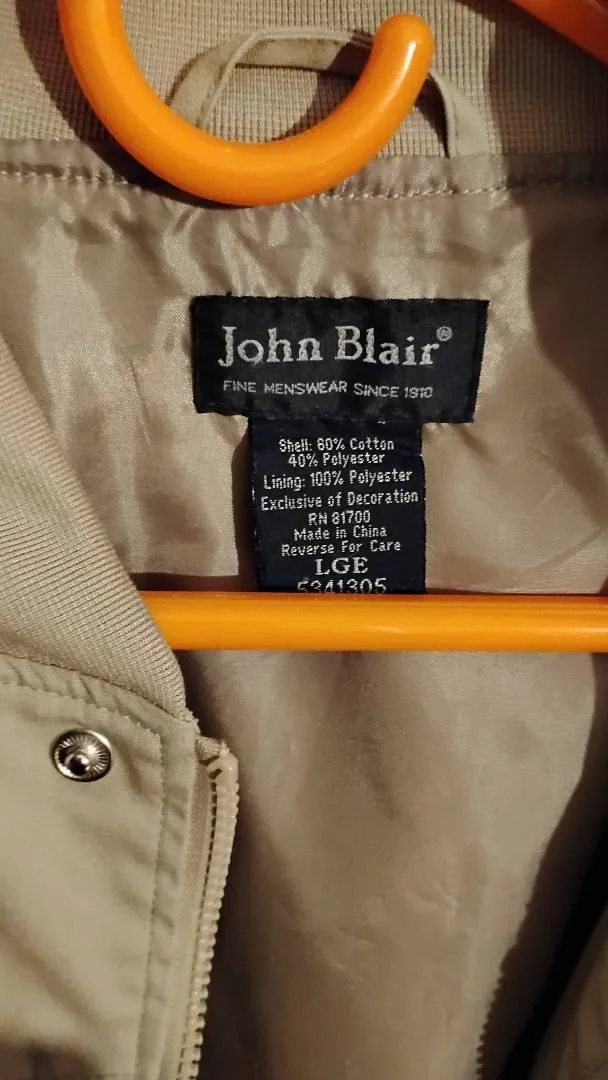 John Blair®
FINE MENSWEAR SINCE 1910
Shell: 60% Cotton
40% Polyester
Lining: 100% Polyester
Exclusive of Decoration
RN 81700
Made in China
Reverse For Care
LGE
5341305